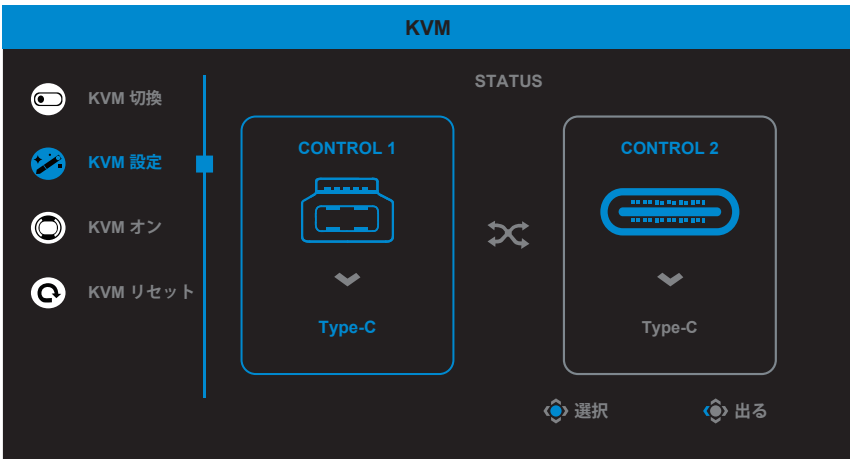 KVM
STATUS
KVM 切換
KVM 設定
KVM オン
KVM リセット
CONTROL 1
Type-C
CONTROL 2
Type-C
選択
出る